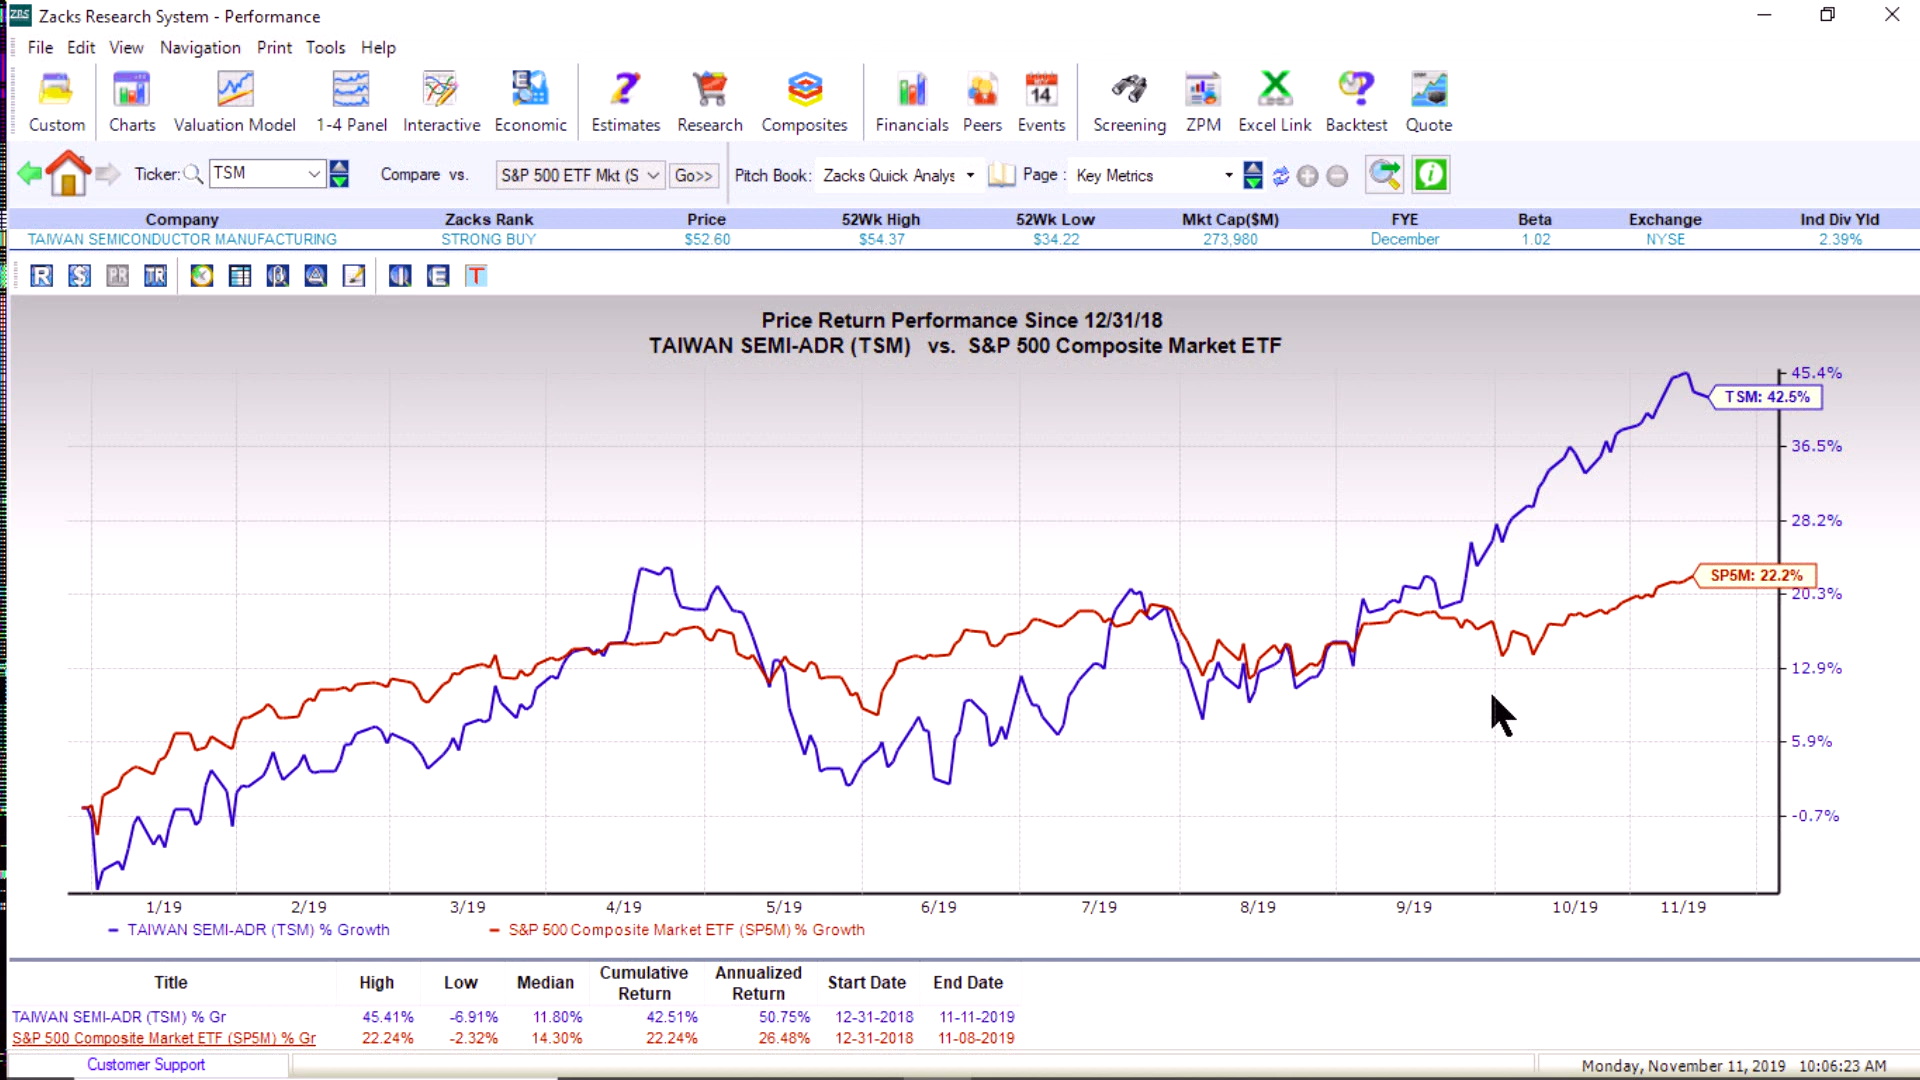 ZRS Zacks Research System - Performance
File Edit View Navigation Print Tools Help
Custom Charts Valuation Model 1-4 Panel Interactive Economic Estimates Research Composites Financials Peers Events Screening ZPM Excel Link Backtest Quote
Ticker: TSM Compare vs. S&P 500 ETF Mkt (S Go>> Pitch Book: Zacks Quick Analys Page : Key Metrics
Company Zacks Rank Price 52Wk High 52Wk Low Mkt Cap($M) FYE Beta Exchange Ind Div Yld
TAIWAN SEMICONDUCTOR MANUFACTURING STRONG BUY $52.60 $54.37 $34.22 273,980 December 1.02 NYSE 2.39%
R $ PR TR E T
Price Return Performance Since 12/31/18
TAIWAN SEMI-ADR (TSM) vs. S&P 500 Composite Market ETF
45.4%
TSM: 42.5%
36.5%
28.2%
SP5M: 22.2%
20.3%
12.9%
5.9%
-0.7%
1/19 2/19 3/19 4/19 5/19 6/19 7/19 8/19 9/19 10/19 11/19
TAIWAN SEMI-ADR (TSM) % Growth S&P 500 Composite Market ETF (SP5M) % Growth
Title High Low Median Cumulative Return Annualized Return Start Date End Date
TAIWAN SEMI-ADR (TSM) % Gr 45.41% -6.91% 11.80% 42.51% 50.75% 12-31-2018 11-11-2019
S&P 500 Composite Market ETF (SP5M) % Gr 22.24% -2.32% 14.30% 22.24% 26.48% 12-31-2018 11-08-2019
Customer Support Monday, November 11, 2019 10:06:23 AM